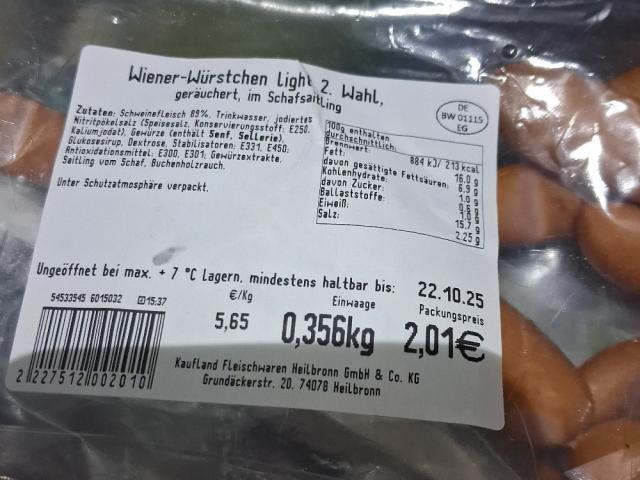 Wiener-Würstchen light 2. Wahl,
geräuchert, im Schafsaitling
Zutaten: Schweinefleisch 89%, Trinkwasser, jodiertes
Nitritpökelsalz (Speisesalz, Konservierungsstoff: E250,
Kaliumjodat), Gewürze (enthält Senf, Sellerie),
Glukosesirup, Dextrose, Stabilisatoren: E331, E450;
Antioxidationsmittel: E300, E301; Gewürzextrakte,
Saitling vom Schaf, Buchenholzrauch.
Unter Schutzatmosphäre verpackt.
DE
BW 01115
EG
100g enthalten
durchschnittlich:
Brennwert: 884 kJ/ 213 kcal
Fett: 16,0 g
davon gesättigte Fettsäuren: 6,9 g
Kohlenhydrate: 1,0 g
davon Zucker: 0,6 g
Ballaststoffe: 1,0 g
Eiweiß: 15,7 g
Salz: 2,25 g
Ungeöffnet bei max. + 7 °C lagern, mindestens haltbar bis: 22.10.25
54533545 6015032 15:37
€/Kg Einwaage Packungspreis
5,65 0,356kg 2,01€
2 227512 002010
Kaufland Fleischwaren Heilbronn GmbH & Co. KG
Grundäckerstr. 20, 74078 Heilbronn